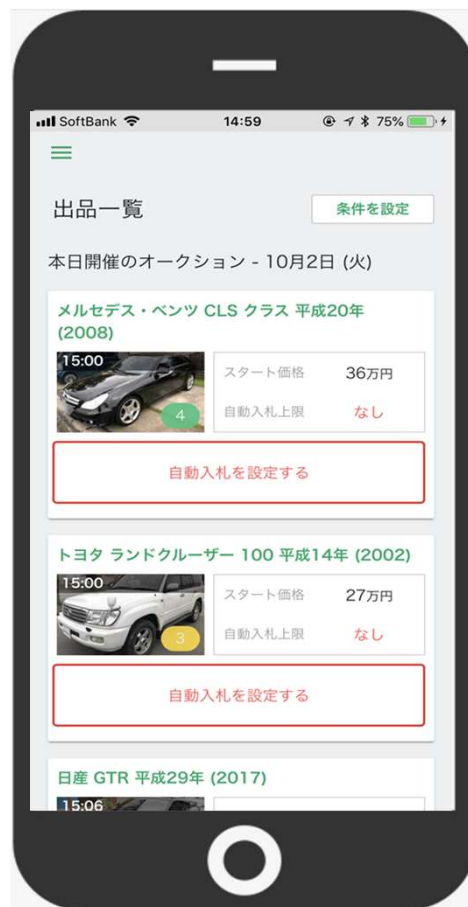 SoftBank 14:59 75%
出品一覧
条件を設定
本日開催のオークション - 10月2日 (火)
メルセデス・ベンツ CLS クラス 平成20年
(2008)
15:00
4
スタート価格 36万円
自動入札上限 なし
自動入札を設定する
トヨタ ランドクルーザー 100 平成14年 (2002)
15:00
3
スタート価格 27万円
自動入札上限 なし
自動入札を設定する
日産 GTR 平成29年 (2017)
15:06